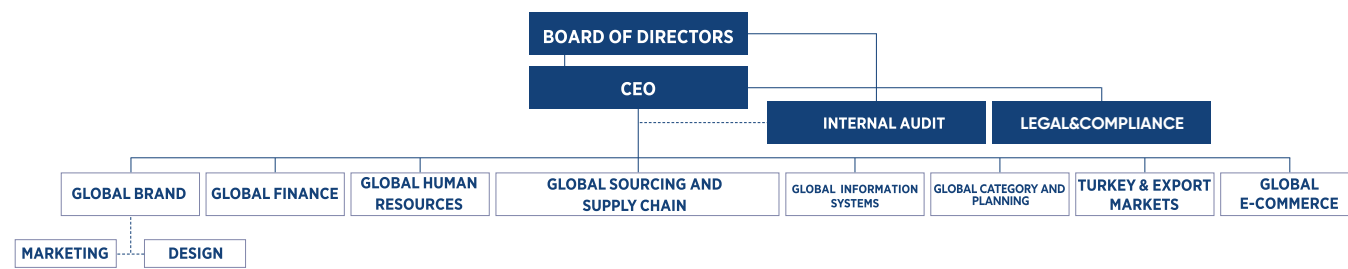 BOARD OF DIRECTORS
CEO
INTERNAL AUDIT
LEGAL&COMPLIANCE
GLOBAL BRAND
GLOBAL FINANCE
GLOBAL HUMAN
RESOURCES
GLOBAL SOURCING AND
SUPPLY CHAIN
GLOBAL INFORMATION
SYSTEMS
GLOBAL CATEGORY AND
PLANNING
TURKEY & EXPORT
MARKETS
GLOBAL
E-COMMERCE
MARKETING
DESIGN